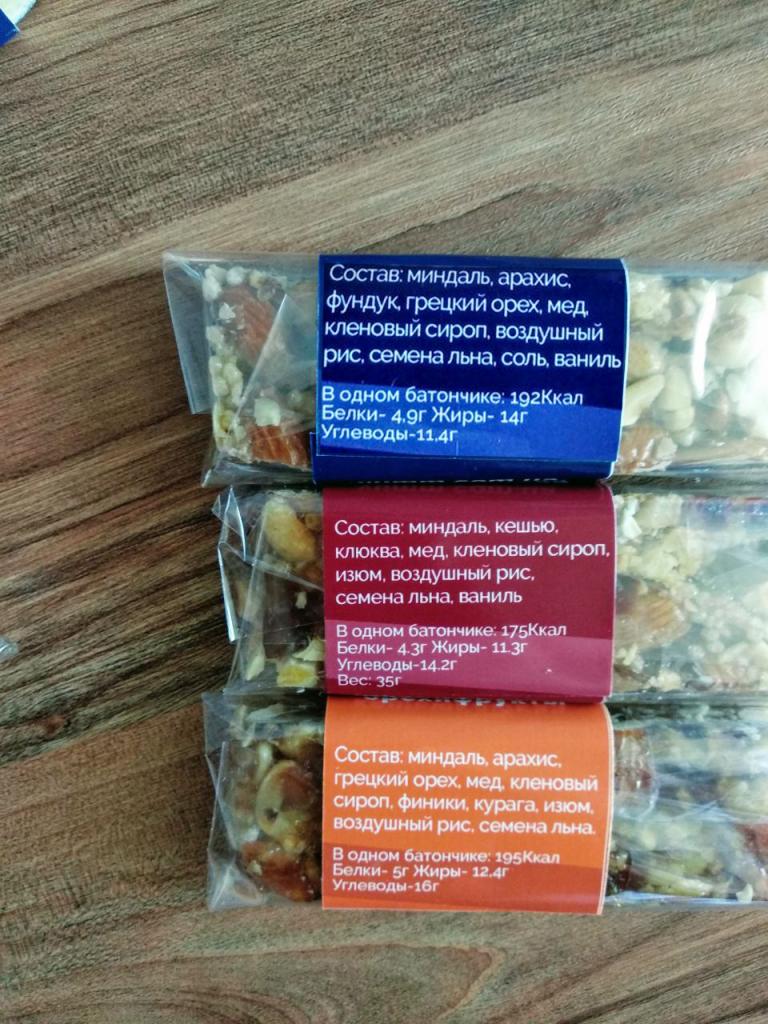 Состав: миндаль, арахис,
фундук, грецкий орех, мед,
кленовый сироп, воздушный
рис, семена льна, соль, ваниль
В одном батончике: 192Ккал
Белки- 4,9г Жиры- 14г
Углеводы-11,4г
Состав: миндаль, кешью,
клюква, мед, кленовый сироп,
изюм, воздушный рис,
семена льна, ваниль
В одном батончике: 175Ккал
Белки- 4.3г Жиры- 11.3г
Углеводы-14.2г
Вес: 35г
Состав: миндаль, арахис,
грецкий орех, мед, кленовый
сироп, финики, курага, изюм,
воздушный рис, семена льна.
В одном батончике: 195Ккал
Белки- 5г Жиры- 12,4г
Углеводы-16г